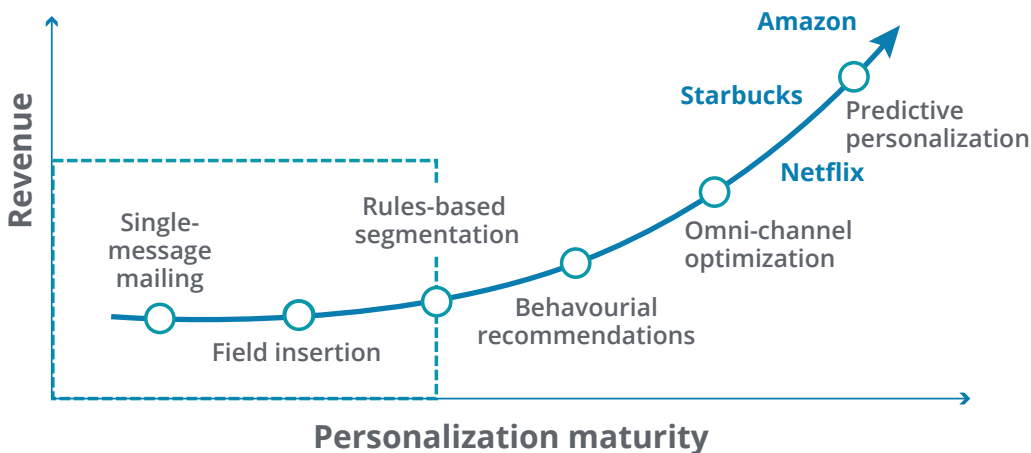 Amazon
Starbucks
Predictive
personalization
Netflix
Revenue
Rules-based
segmentation
Single-
message
mailing
Omni-channel
optimization
Behavourial
recommendations
Field insertion
Personalization maturity